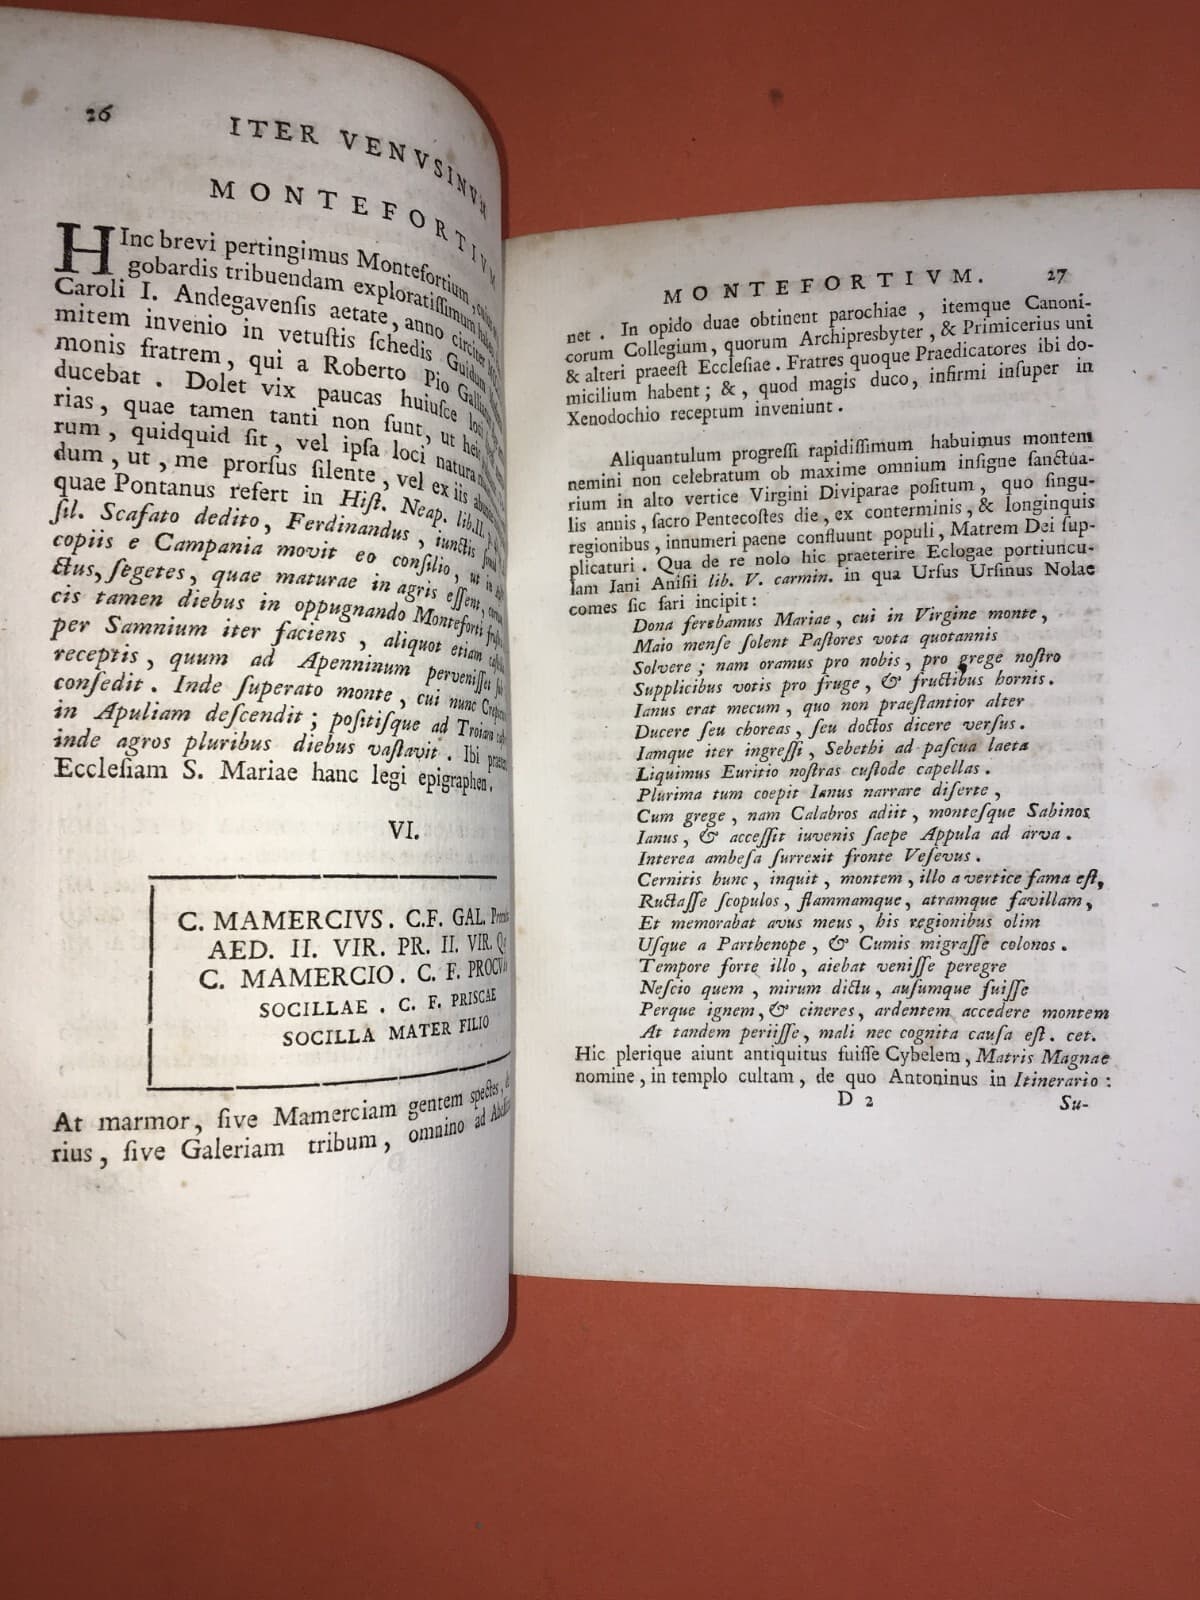 26
ITER VENVSINVM
MONTEFORTIVM
HInc brevi pertingimus Montefortium,
gobardis tribuendam exploratiſſimum
Caroli I. Andegavenſis aetate, anno circiter
mitem invenio in vetuſtis ſchedis Guidum
monis fratrem, qui a Roberto Pio
ducebat. Dolet vix paucas huiuſce
rias, quae tamen tanti non ſunt, ut
rum, quidquid ſit, vel ipſa loci natura
dum, ut, me prorſus ſilente, vel ex iis
quae Pontanus refert in Hiſt. Neap. lib.II.
ſil. Scafato dedito, Ferdinandus, iunctis
copiis e Campania movit eo conſilio, ut in
ctus, ſegetes, quae maturae in agris eſſent,
cis tamen diebus in oppugnando Monteforti
per Samnium iter faciens, aliquot etiam
receptis, quum ad Apenninum perveniſſet
conſedit. Inde ſuperato monte, cui nunc
in Apuliam deſcendit; poſitiſque ad Troiam
inde agros pluribus diebus vaſtavit. Ibi
Eccleſiam S. Mariae hanc legi epigraphen.
VI.
C. MAMERCIVS. C.F. GAL.
AED. II. VIR. PR. II. VIR.
C. MAMERCIO. C. F.
SOCILLAE. C. F. PRISCAE
SOCILLA MATER FILIO
At marmor, ſive Mamerciam gentem ſpectes,
rius, ſive Galeriam tribum, omnino ad
MONTEFORTIVM. 27
net. In opido duae obtinent parochiae, itemque Canoni-
corum Collegium, quorum Archipresbyter, & Primicerius uni
& alteri praeeſt Eccleſiae. Fratres quoque Praedicatores ibi do-
micilium habent; &, quod magis duco, infirmi inſuper in
Xenodochio receptum inveniunt.
Aliquantulum progreſſi rapidiſſimum habuimus montem
nemini non celebratum ob maxime omnium inſigne ſanctua-
rium in alto vertice Virgini Diviparae poſitum, quo ſingu-
lis annis, ſacro Pentecoſtes die, ex conterminis, & longinquis
regionibus, innumeri paene confluunt populi, Matrem Dei ſup-
plicaturi. Qua de re nolo hic praeterire Eclogae portiuncu-
lam Jani Aniſii lib. V. carmin. in qua Urſus Urſinus Nolae
comes ſic fari incipit:
Dona ferebamus Mariae, cui in Virgine monte,
Maio menſe ſolent Paſtores vota quotannis
Solvere; nam oramus pro nobis, pro grege noſtro
Supplicibus votis pro fruge, & fructibus hornis.
Ianus erat mecum, quo non praeſtantior alter
Ducere ſeu choreas, ſeu doctos dicere verſus.
Iamque iter ingreſſi, Sebethi ad paſcua laeta
Liquimus Euritio noſtras cuſtode capellas.
Plurima tum coepit Ianus narrare diſerte,
Cum grege, nam Calabros adiit, monteſque Sabinos
Ianus, & acceſſit iuvenis ſaepe Appula ad arva.
Interea ambeſa ſurrexit fronte Veſevus.
Cernitis hunc, inquit, montem, illo a vertice fama eſt,
Ructaſſe ſcopulos, flammamque, atramque favillam,
Et memorabat avus meus, his regionibus olim
Uſque a Parthenope, & Cumis migraſſe colonos.
Tempore forte illo, aiebat veniſſe peregre
Neſcio quem, mirum dictu, auſumque fuiſſe
Perque ignem, & cineres, ardentem accedere montem
At tandem periiſſe, mali nec cognita cauſa eſt. cet.
Hic plerique aiunt antiquitus fuiſſe Cybelem, Matris Magnae
nomine, in templo cultam, de quo Antoninus in Itinerario:
D 2 Su-